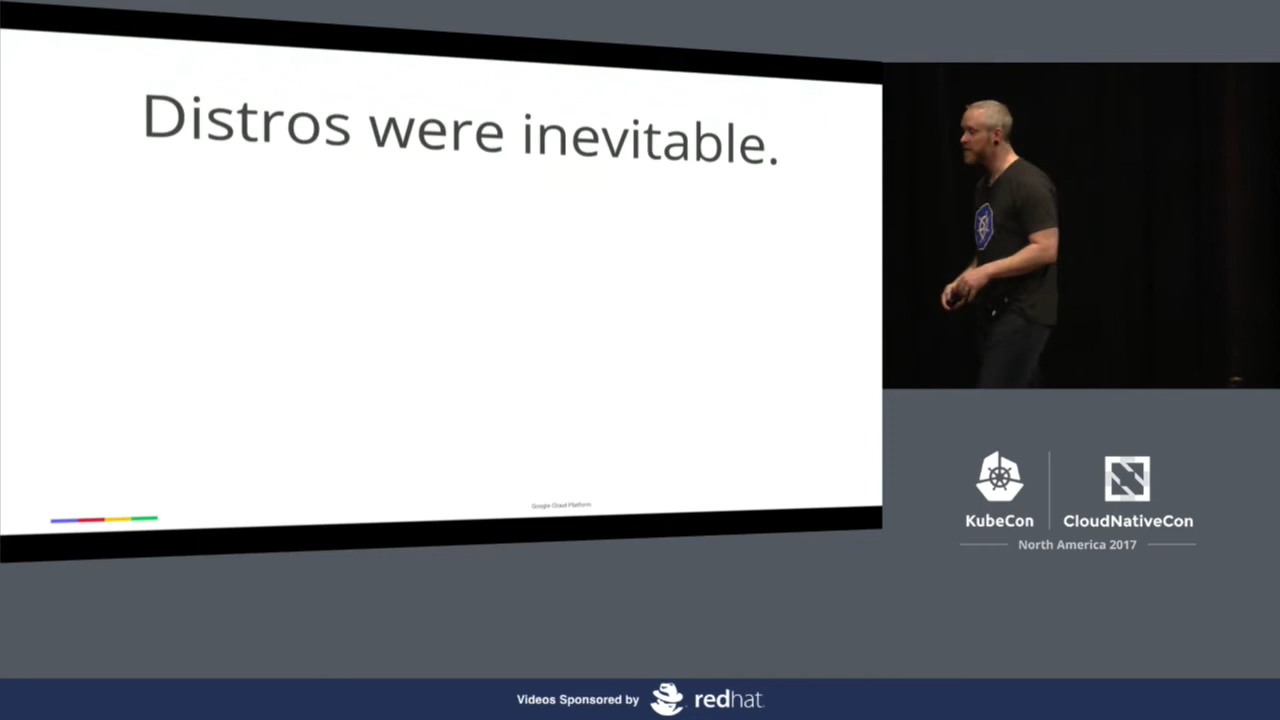 Distros were inevitable.
Google Cloud Platform
KubeCon
CloudNativeCon
North America 2017
Videos Sponsored by
redhat.